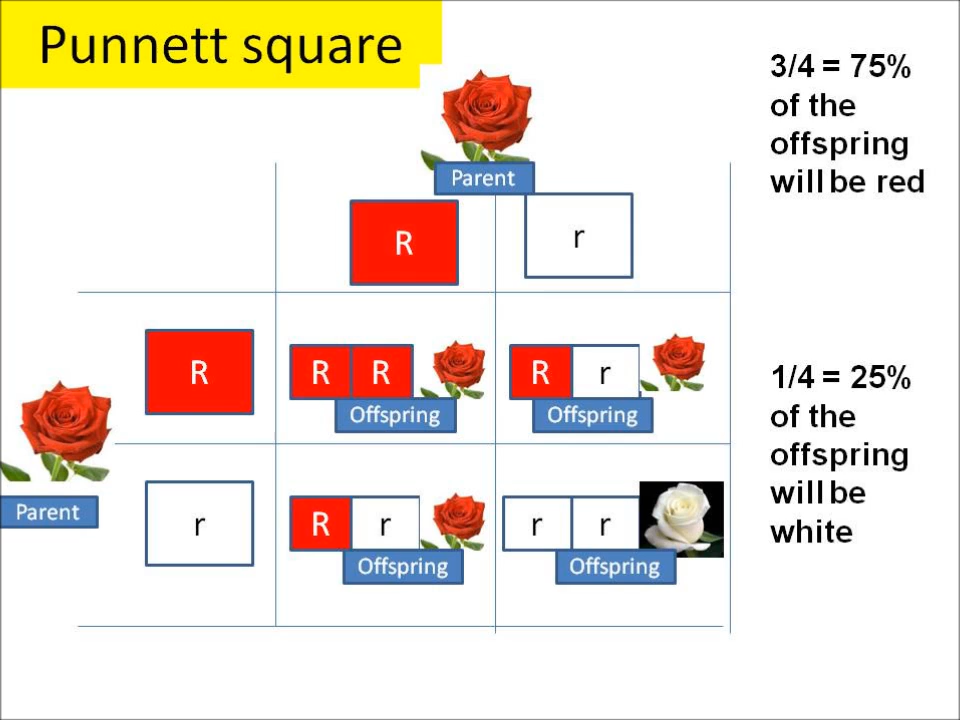 Punnett square
3/4 = 75%
of the
offspring
will be red
Parent
R
r
R
R R
R r
Offspring
Offspring
1/4 = 25%
of the
offspring
will be
white
Parent
r
R r
r r
Offspring
Offspring